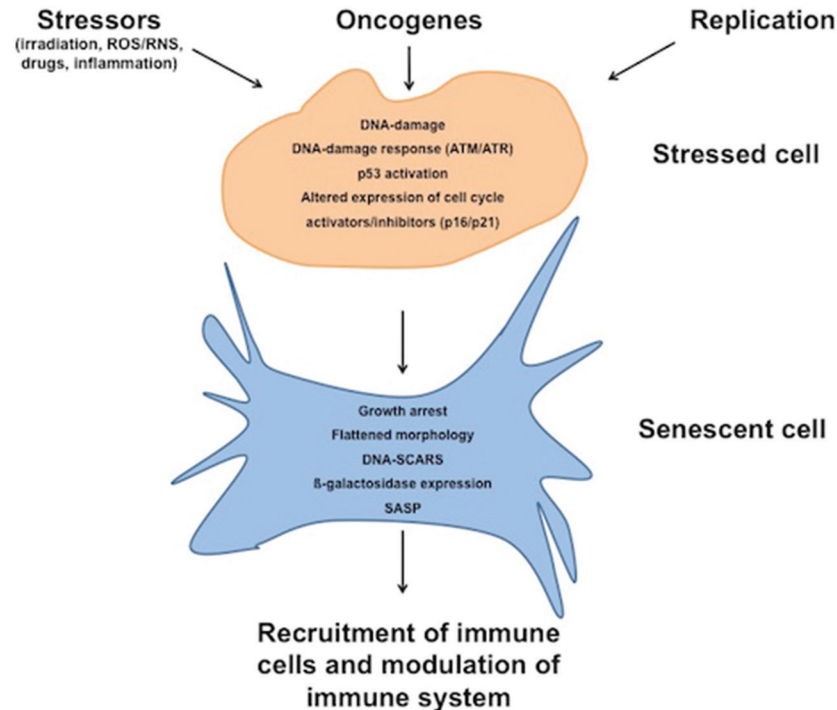 Stressors
(irradiation, ROS/RNS,
drugs, inflammation)
Oncogenes
Replication
DNA-damage
DNA-damage response (ATM/ATR)
p53 activation
Altered expression of cell cycle
activators/inhibitors (p16/p21)
Stressed cell
Growth arrest
Flattened morphology
DNA-SCARS
ß-galactosidase expression
SASP
Senescent cell
Recruitment of immune
cells and modulation of
immune system